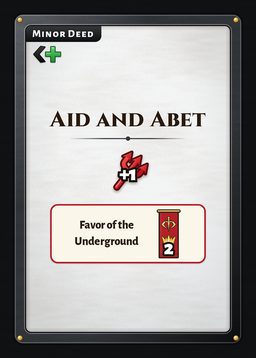 Minor Deed
Aid and Abet
+1
Favor of the
Underground
2